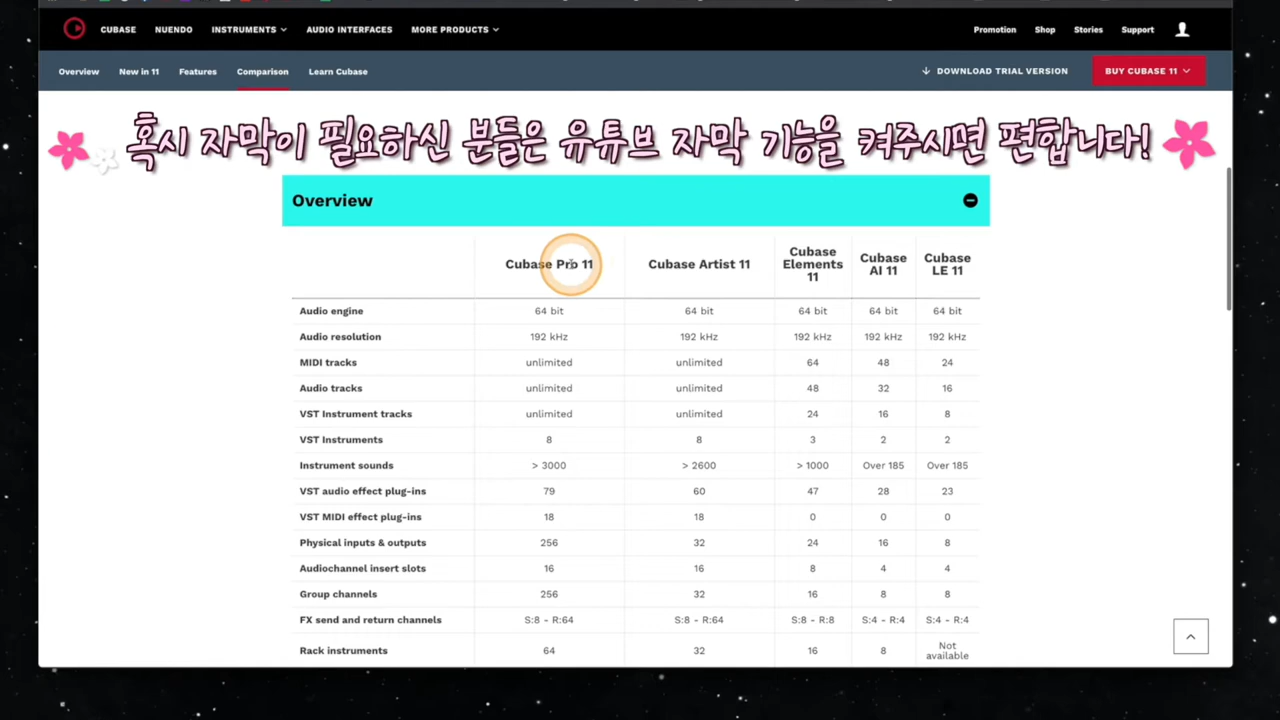 CUBASE NUENDO INSTRUMENTS AUDIO INTERFACES MORE PRODUCTS Promotion Shop Stories Support
Overview New in 11 Features Comparison Learn Cubase DOWNLOAD TRIAL VERSION BUY CUBASE 11
혹시 자막이 필요하신 분들은 유튜브 자막 기능을 켜주시면 편합니다!
Overview
Cubase Pro 11 Cubase Artist 11 Cubase Elements 11 Cubase AI 11 Cubase LE 11
Audio engine 64 bit 64 bit 64 bit 64 bit 64 bit
Audio resolution 192 kHz 192 kHz 192 kHz 192 kHz 192 kHz
MIDI tracks unlimited unlimited 64 48 24
Audio tracks unlimited unlimited 48 32 16
VST Instrument tracks unlimited unlimited 24 16 8
VST Instruments 8 8 3 2 2
Instrument sounds > 3000 > 2600 > 1000 Over 185 Over 185
VST audio effect plug-ins 79 60 47 28 23
VST MIDI effect plug-ins 18 18 0 0 0
Physical inputs & outputs 256 32 24 16 8
Audiochannel insert slots 16 16 8 4 4
Group channels 256 32 16 8 8
FX send and return channels S:8 - R:64 S:8 - R:64 S:8 - R:8 S:4 - R:4 S:4 - R:4
Rack instruments 64 32 16 8 Not available